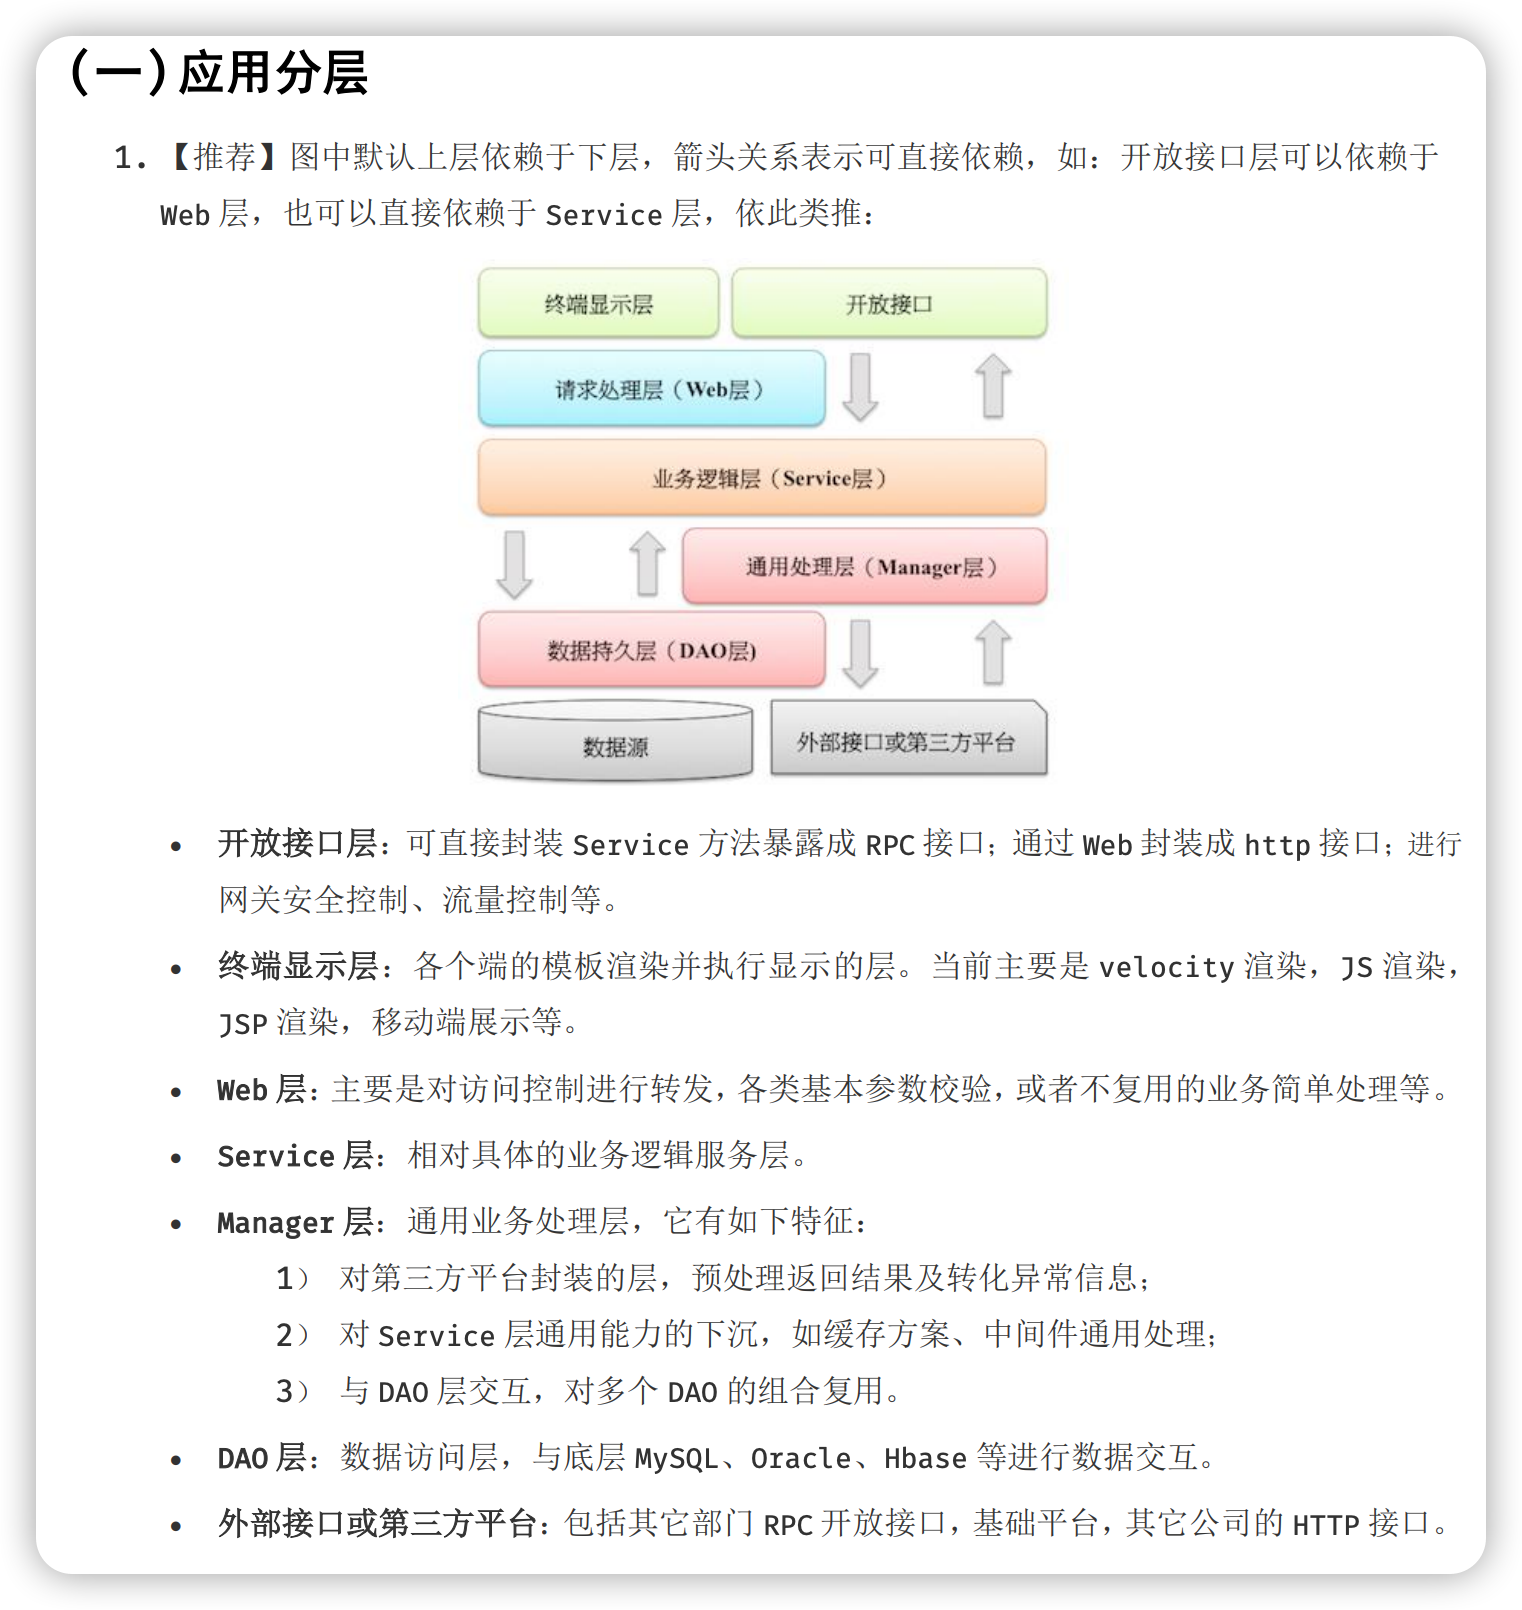 (一)应用分层
1. 【推荐】图中默认上层依赖于下层，箭头关系表示可直接依赖，如：开放接口层可以依赖于
Web 层，也可以直接依赖于 Service 层，依此类推：
终端显示层
开放接口
请求处理层（Web层）
业务逻辑层（Service层）
通用处理层（Manager层）
数据持久层（DAO层)
数据源
外部接口或第三方平台
• 开放接口层：可直接封装 Service 方法暴露成 RPC 接口；通过 Web 封装成 http 接口；进行
网关安全控制、流量控制等。
• 终端显示层：各个端的模板渲染并执行显示的层。当前主要是 velocity 渲染，JS 渲染，
JSP 渲染，移动端展示等。
• Web 层：主要是对访问控制进行转发，各类基本参数校验，或者不复用的业务简单处理等。
• Service 层：相对具体的业务逻辑服务层。
• Manager 层：通用业务处理层，它有如下特征：
1） 对第三方平台封装的层，预处理返回结果及转化异常信息；
2） 对 Service 层通用能力的下沉，如缓存方案、中间件通用处理；
3） 与 DAO 层交互，对多个 DAO 的组合复用。
• DAO 层：数据访问层，与底层 MySQL、Oracle、Hbase 等进行数据交互。
• 外部接口或第三方平台：包括其它部门 RPC 开放接口，基础平台，其它公司的 HTTP 接口。